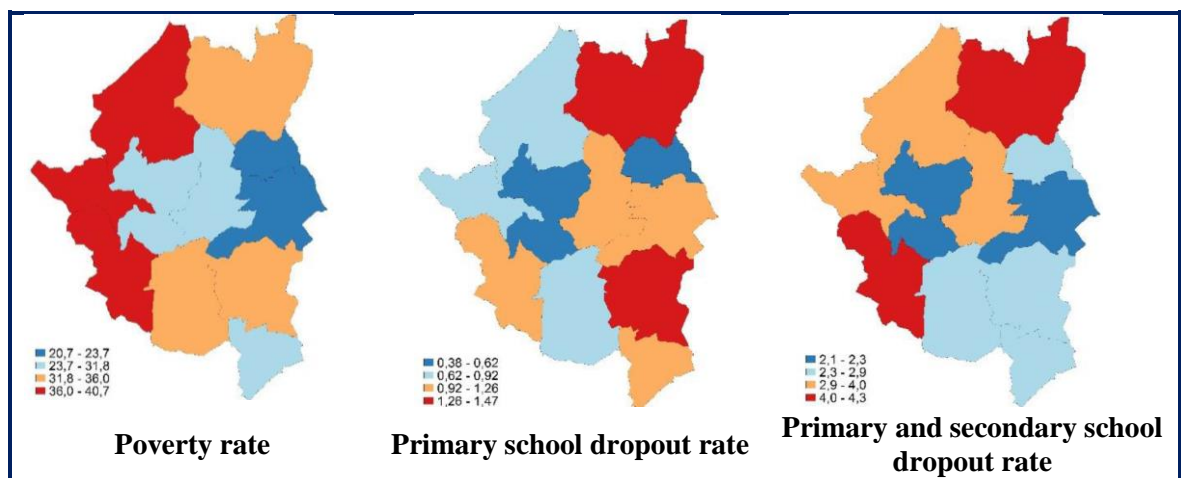 20,7 - 23,7
23,7 - 31,8
31,8 - 36,0
36,0 - 40,7
Poverty rate
0,38 - 0,62
0,62 - 0,92
0,92 - 1,26
1,26 - 1,47
Primary school dropout rate
2,1 - 2,3
2,3 - 2,9
2,9 - 4,0
4,0 - 4,3
Primary and secondary school
dropout rate